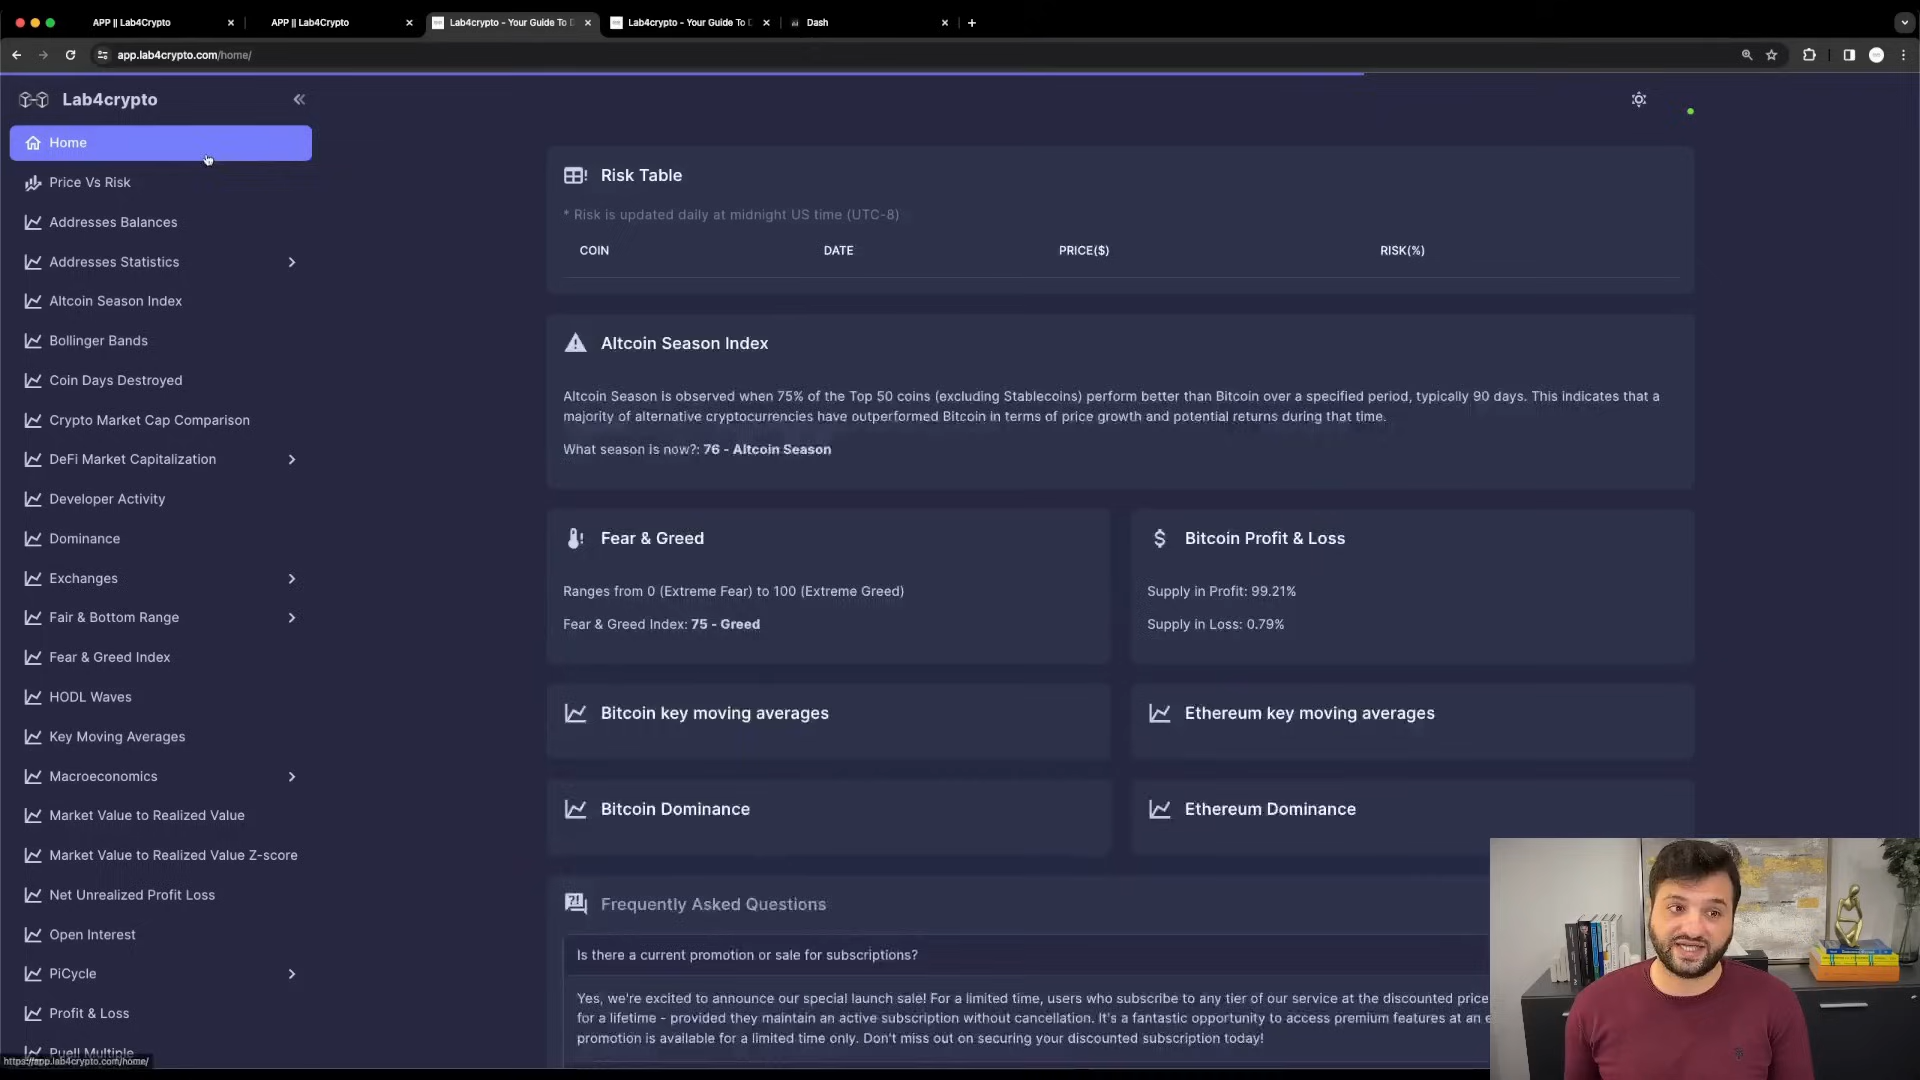 APP || Lab4Crypto
APP || Lab4Crypto
Lab4crypto - Your Guide To D
Lab4crypto - Your Guide To D
Dash
app.lab4crypto.com/home/
Lab4crypto
Home
Price Vs Risk
Addresses Balances
Addresses Statistics
Altcoin Season Index
Bollinger Bands
Coin Days Destroyed
Crypto Market Cap Comparison
DeFi Market Capitalization
Developer Activity
Dominance
Exchanges
Fair & Bottom Range
Fear & Greed Index
HODL Waves
Key Moving Averages
Macroeconomics
Market Value to Realized Value
Market Value to Realized Value Z-score
Net Unrealized Profit Loss
Open Interest
PiCycle
Profit & Loss
Puell Multiple
https://app.lab4crypto.com/home/
Risk Table
* Risk is updated daily at midnight US time (UTC-8)
COIN DATE PRICE($) RISK(%)
Altcoin Season Index
Altcoin Season is observed when 75% of the Top 50 coins (excluding Stablecoins) perform better than Bitcoin over a specified period, typically 90 days. This indicates that a
majority of alternative cryptocurrencies have outperformed Bitcoin in terms of price growth and potential returns during that time.
What season is now?: 76 - Altcoin Season
Fear & Greed
Ranges from 0 (Extreme Fear) to 100 (Extreme Greed)
Fear & Greed Index: 75 - Greed
Bitcoin Profit & Loss
Supply in Profit: 99.21%
Supply in Loss: 0.79%
Bitcoin key moving averages
Ethereum key moving averages
Bitcoin Dominance
Ethereum Dominance
Frequently Asked Questions
Is there a current promotion or sale for subscriptions?
Yes, we're excited to announce our special launch sale! For a limited time, users who subscribe to any tier of our service at the discounted price
for a lifetime - provided they maintain an active subscription without cancellation. It's a fantastic opportunity to access premium features at an e
promotion is available for a limited time only. Don't miss out on securing your discounted subscription today!